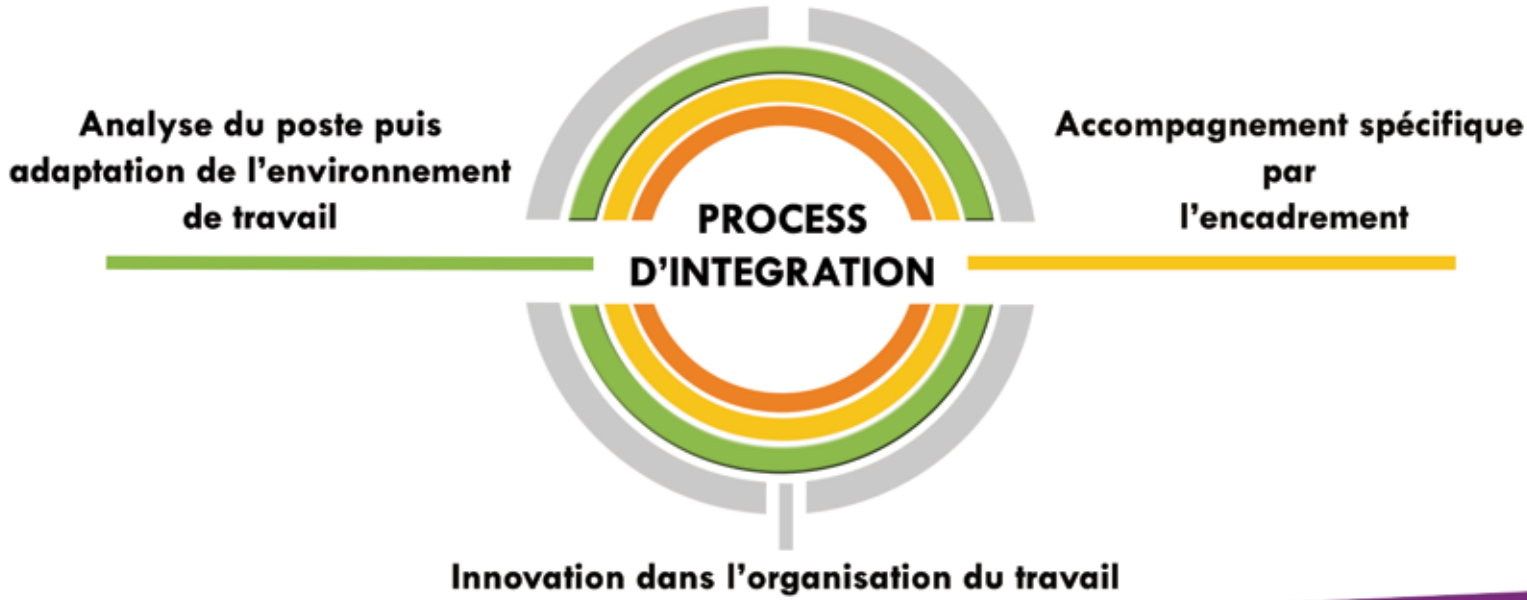 Analyse du poste puis
adaptation de l'environnement
de travail
PROCESS
D'INTEGRATION
Accompagnement spécifique
par
l'encadrement
Innovation dans l'organisation du travail